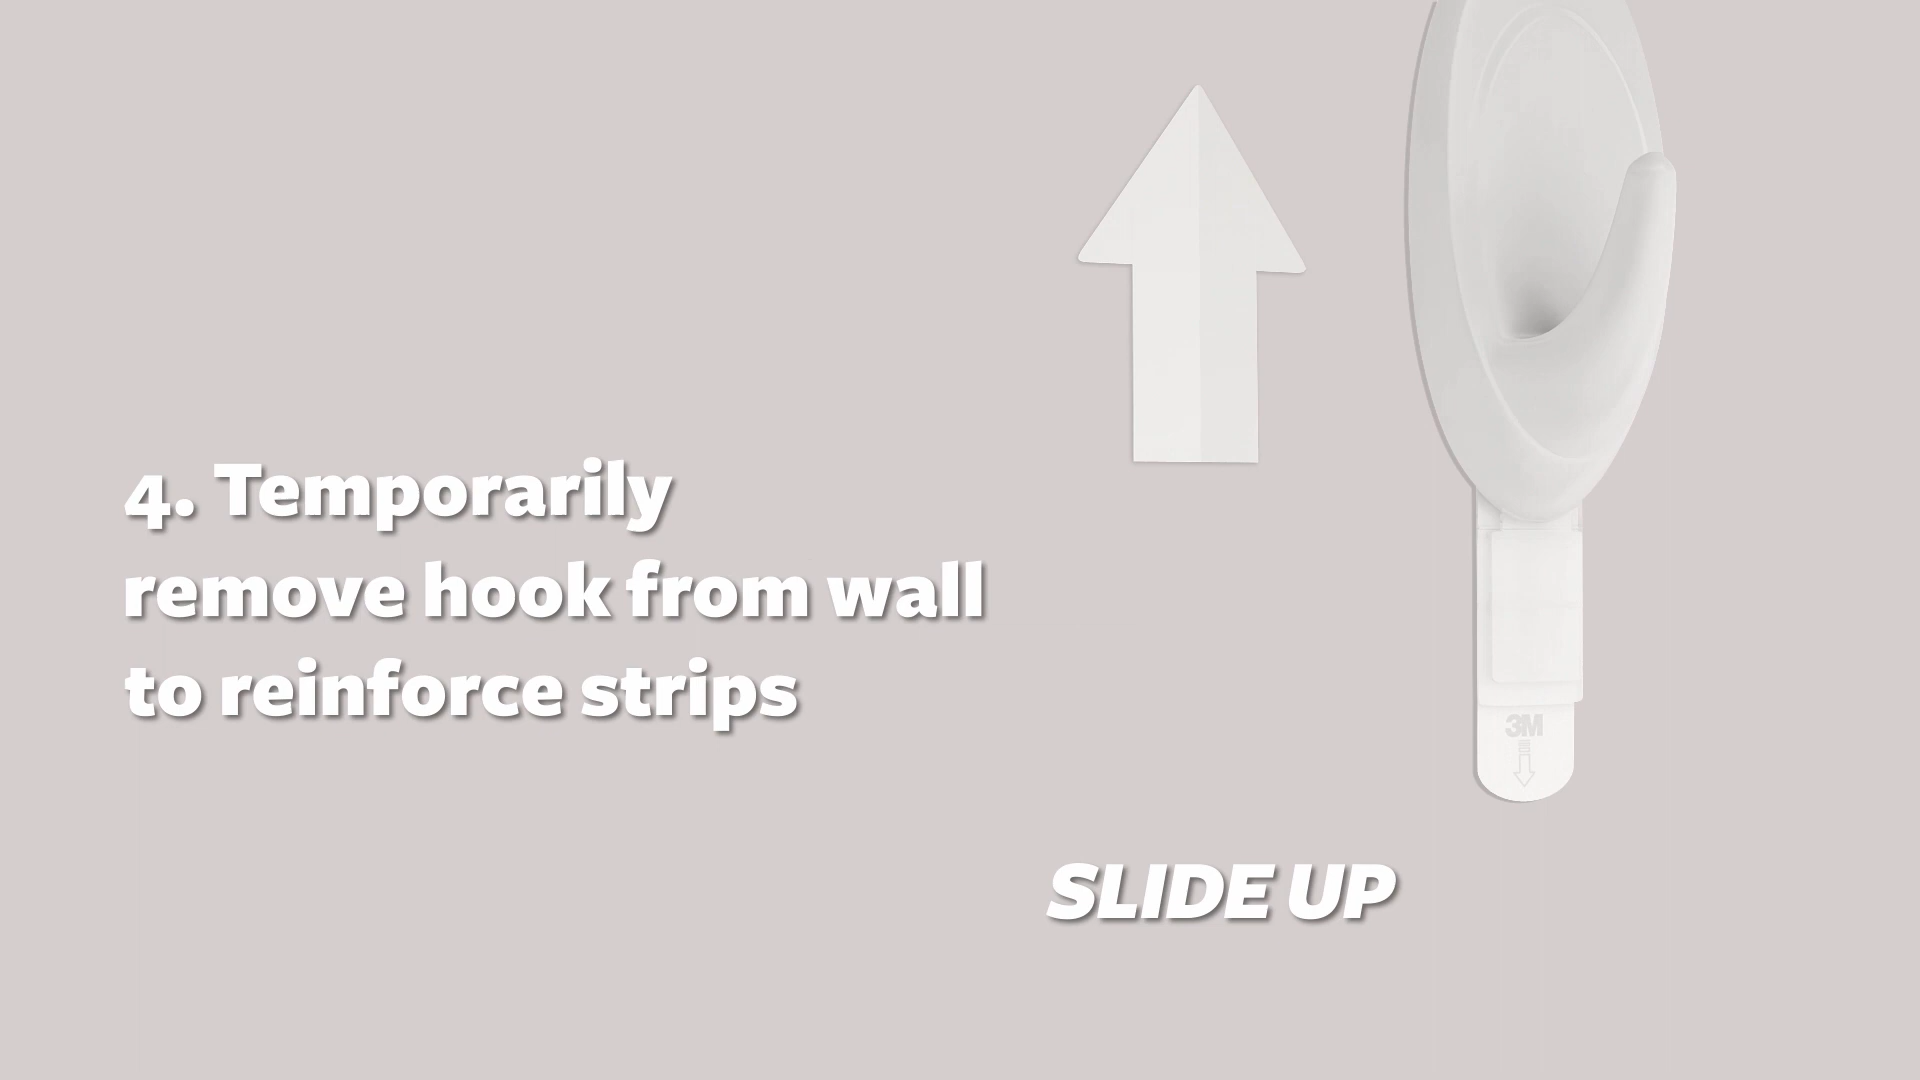 4. Temporarily
remove hook from wall
to reinforce strips
3M
SLIDE UP